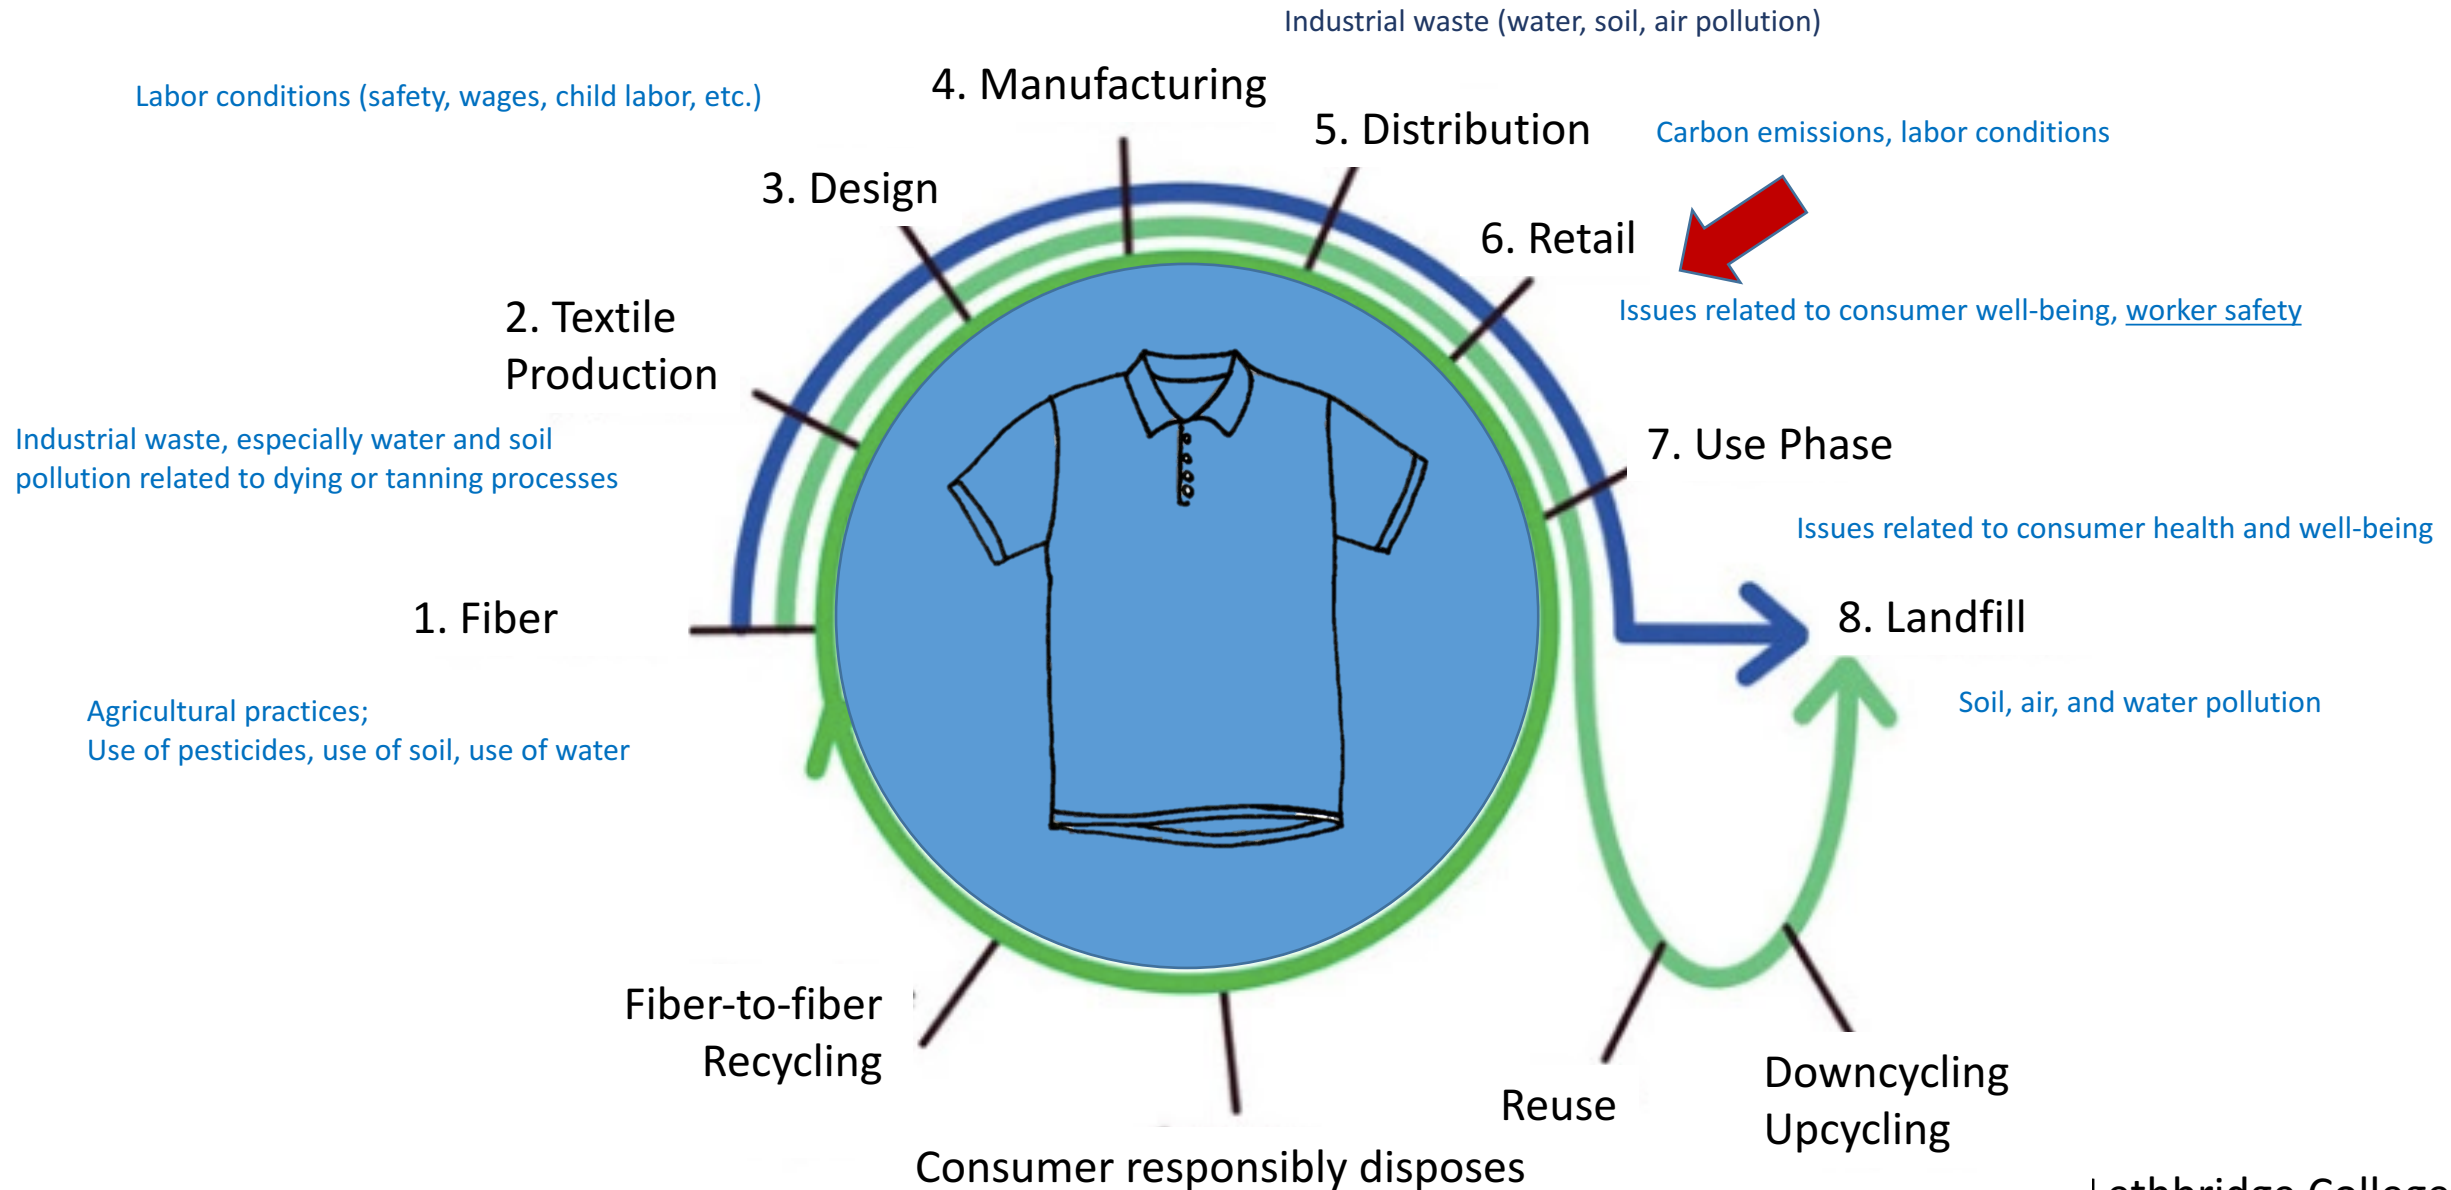 Industrial waste (water, soil, air pollution)
4. Manufacturing
Labor conditions (safety, wages, child labor, etc.)
5. Distribution
Carbon emissions, labor conditions
3. Design
6. Retail
Issues related to consumer well-being, worker safety
2. Textile
Production
Industrial waste, especially water and soil
pollution related to dying or tanning processes
7. Use Phase
Issues related to consumer health and well-being
1. Fiber
8. Landfill
Agricultural practices;
Use of pesticides, use of soil, use of water
Soil, air, and water pollution
Fiber-to-fiber
Recycling
Reuse
Downcycling
Upcycling
Consumer responsibly disposes